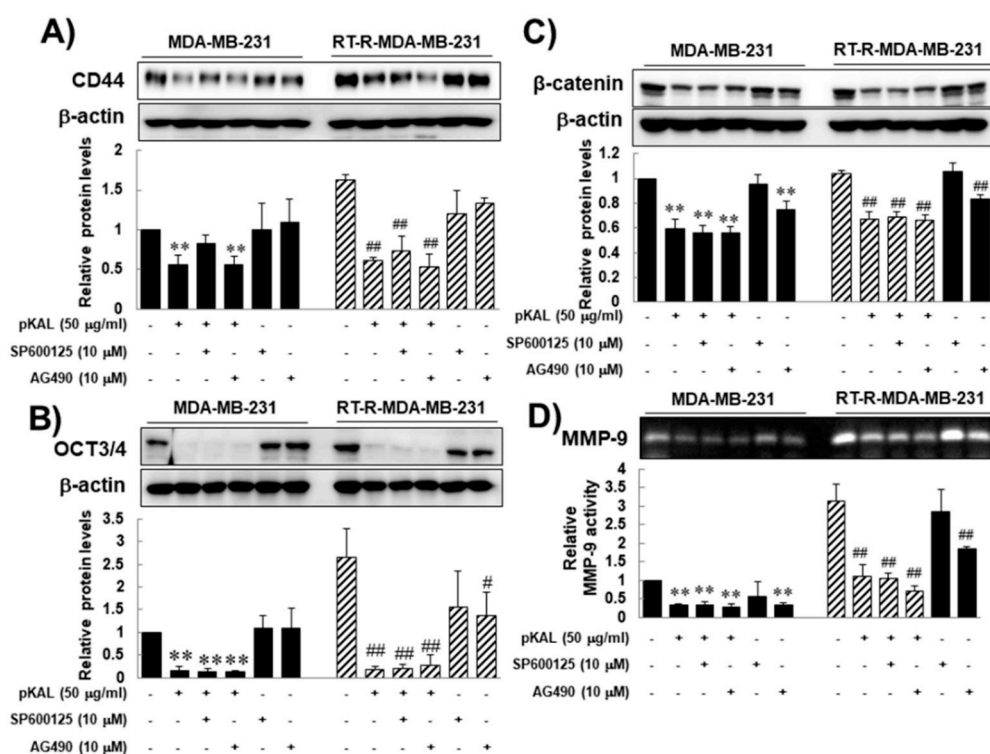 A)
MDA-MB-231 RT-R-MDA-MB-231
CD44
β-actin
Relative protein levels
2
1.5
1
0.5
0
** ** ## ## ##
pKAL (50 μg/ml) - + + + - - - + + + - -
SP600125 (10 μM) - - + - + - - - + - + -
AG490 (10 μM) - - - + - + - - - + - +
B)
MDA-MB-231 RT-R-MDA-MB-231
OCT3/4
β-actin
Relative protein levels
3.5
3
2.5
2
1.5
1
0.5
0
** ** ** ## ## ## #
pKAL (50 μg/ml) - + + + - - - + + + - -
SP600125 (10 μM) - - + - + - - - + - + -
AG490 (10 μM) - - - + - + - - - + - +
C)
MDA-MB-231 RT-R-MDA-MB-231
β-catenin
β-actin
Relative protein levels
1.2
1
0.8
0.6
0.4
0.2
0
** ** ** ** ## ## ## ##
pKAL (50 μg/ml) - + + + - - - + + + - -
SP600125 (10 μM) - - + - + - - - + - + -
AG490 (10 μM) - - - + - + - - - + - +
D)
MDA-MB-231 RT-R-MDA-MB-231
MMP-9
Relative
MMP-9 activity
4
3.5
3
2.5
2
1.5
1
0.5
0
** ** ** ** ## ## ## ##
pKAL (50 μg/ml) - + + + - - - + + + - -
SP600125 (10 μM) - - + - + - - - + - + -
AG490 (10 μM) - - - + - + - - - + - +